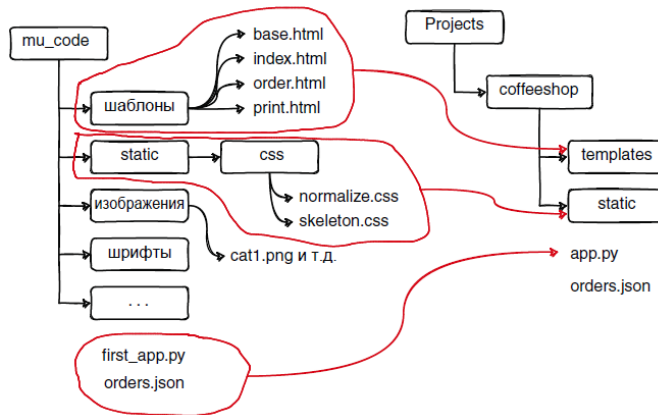 mu_code
base.html
index.html
order.html
print.html
шаблоны
static
css
normalize.css
skeleton.css
изображения
cat1.png и т.д.
шрифты
. . .
first_app.py
orders.json
Projects
coffeeshop
templates
static
app.py
orders.json